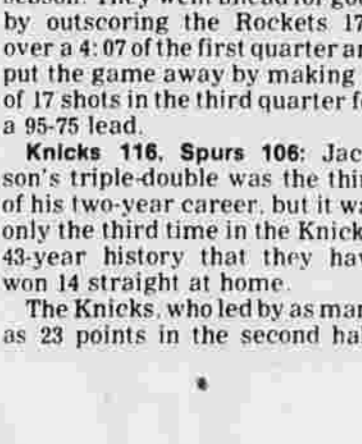 by outscoring the Rockets 17
over a 4:07 of the first quarter a
put the game away by making
of 17 shots in the third quarter f
a 95-75 lead.
Knicks 116, Spurs 106: Jac
son's triple-double was the thi
of his two-year career, but it wa
only the third time in the Knick
43-year history that they hav
won 14 straight at home.
The Knicks, who led by as mar
as 23 points in the second ha